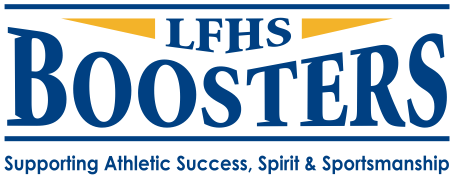 LFHS
BOOSTERS
Supporting Athletic Success, Spirit & Sportsmanship